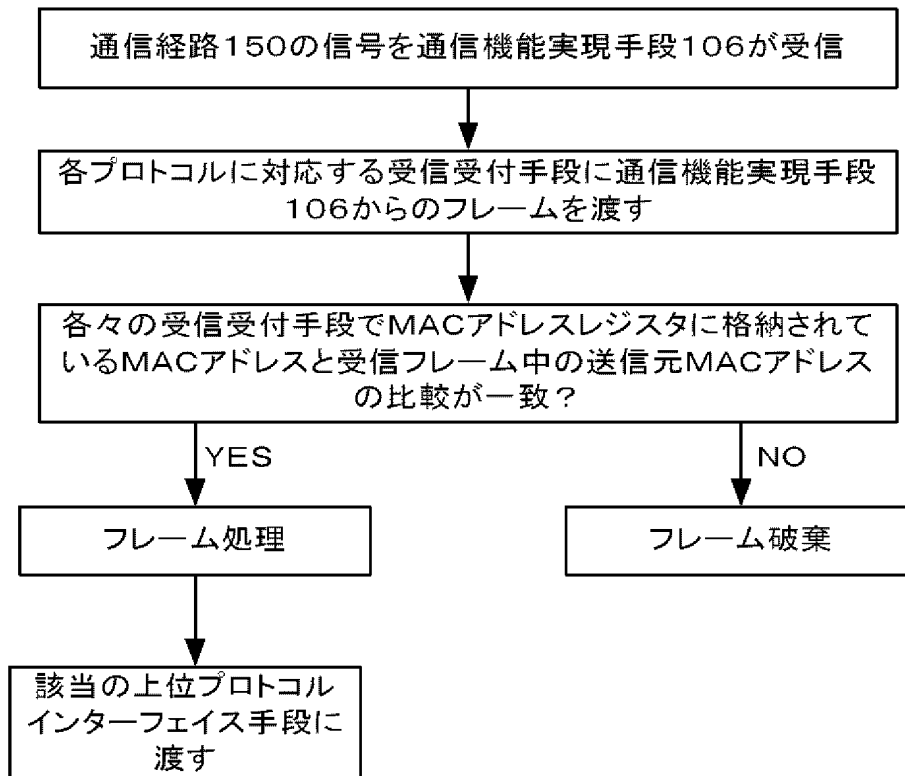 通信経路150の信号を通信機能実現手段106が受信
各プロトコルに対応する受信受付手段に通信機能実現手段
106からのフレームを渡す
各々の受信受付手段でMACアドレスレジスタに格納されて
いるMACアドレスと受信フレーム中の送信元MACアドレス
の比較が一致?
YES
NO
フレーム処理
フレーム破棄
該当の上位プロトコル
インターフェイス手段に
渡す